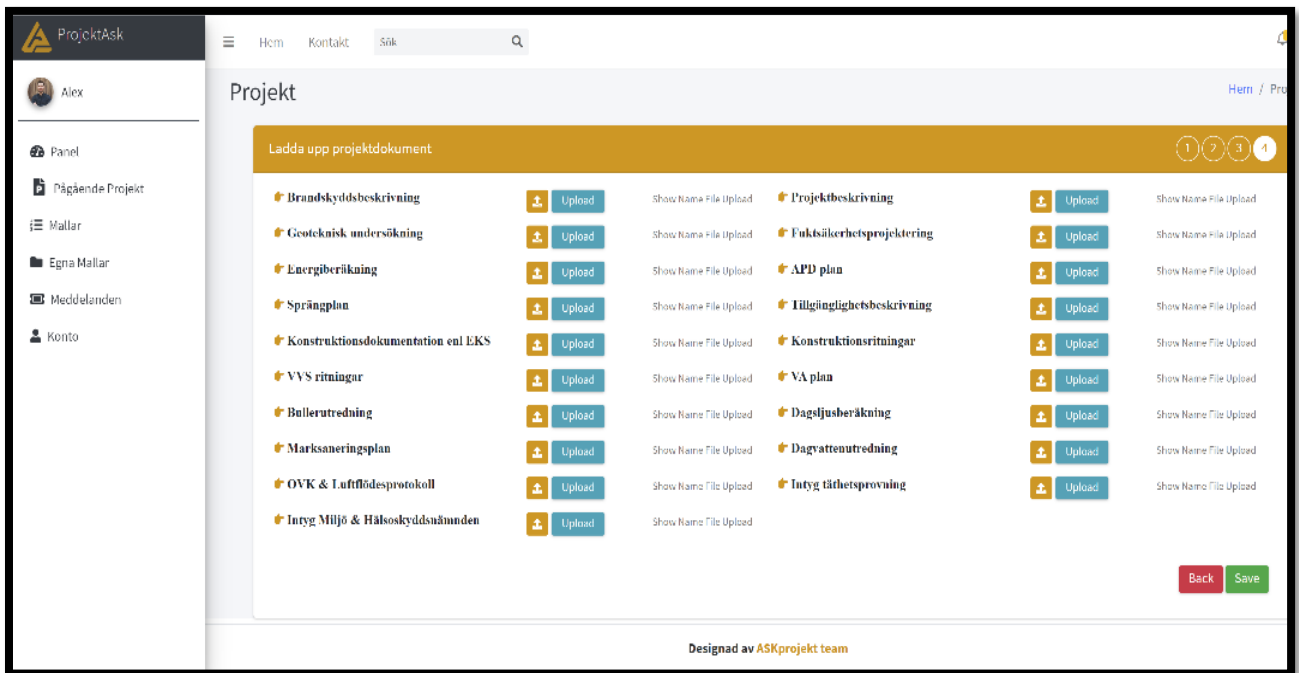 ProjektAsk
Hem Kontakt Sök
Alex
Projekt
Hem / Pro
Panel
Pågående Projekt
Mallar
Egna Mallar
Meddelanden
Konto
Ladda upp projektdokument 1 2 3 4
Brandskyddsbeskrivning Upload Show Name File Upload Projektbeskrivning Upload Show Name File Upload
Geoteknisk undersökning Upload Show Name File Upload Fuktsäkerhetsprojektering Upload Show Name File Upload
Energiberäkning Upload Show Name File Upload APD plan Upload Show Name File Upload
Sprängplan Upload Show Name File Upload Tillgänglighetsbeskrivning Upload Show Name File Upload
Konstruktionsdokumentation enl EKS Upload Show Name File Upload Konstruktionsritningar Upload Show Name File Upload
VVS ritningar Upload Show Name File Upload VA plan Upload Show Name File Upload
Bullerutredning Upload Show Name File Upload Dagsljusberäkning Upload Show Name File Upload
Marksaneringsplan Upload Show Name File Upload Dagvattenutredning Upload Show Name File Upload
OVK & Luftflödesprotokoll Upload Show Name File Upload Intyg täthetsprovning Upload Show Name File Upload
Intyg Miljö & Hälsoskyddsnämnden Upload Show Name File Upload
Back Save
Designad av ASKprojekt team